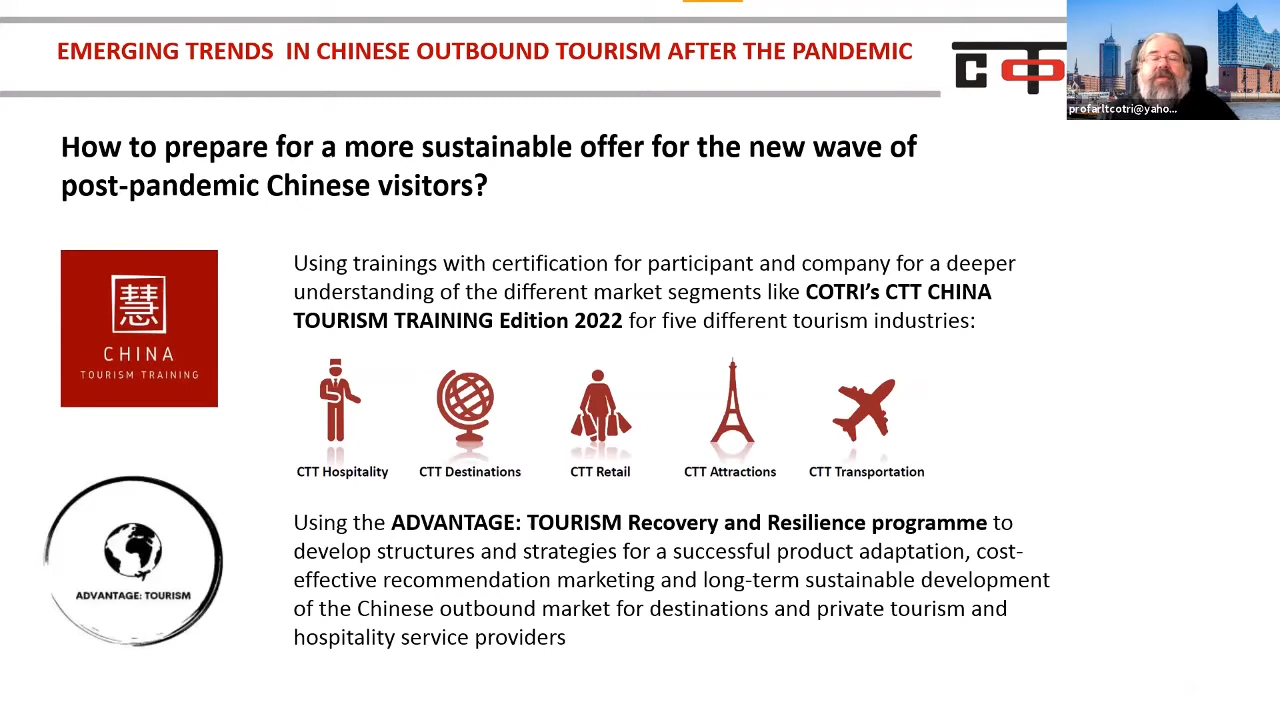 EMERGING TRENDS IN CHINESE OUTBOUND TOURISM AFTER THE PANDEMIC
profarltcotri@yaho...
How to prepare for a more sustainable offer for the new wave of
post-pandemic Chinese visitors?
慧
CHINA
TOURISM TRAINING
Using trainings with certification for participant and company for a deeper
understanding of the different market segments like COTRI's CTT CHINA
TOURISM TRAINING Edition 2022 for five different tourism industries:
CTT Hospitality
CTT Destinations
CTT Retail
CTT Attractions
CTT Transportation
ADVANTAGE: TOURISM
Using the ADVANTAGE: TOURISM Recovery and Resilience programme to
develop structures and strategies for a successful product adaptation, cost-
effective recommendation marketing and long-term sustainable development
of the Chinese outbound market for destinations and private tourism and
hospitality service providers